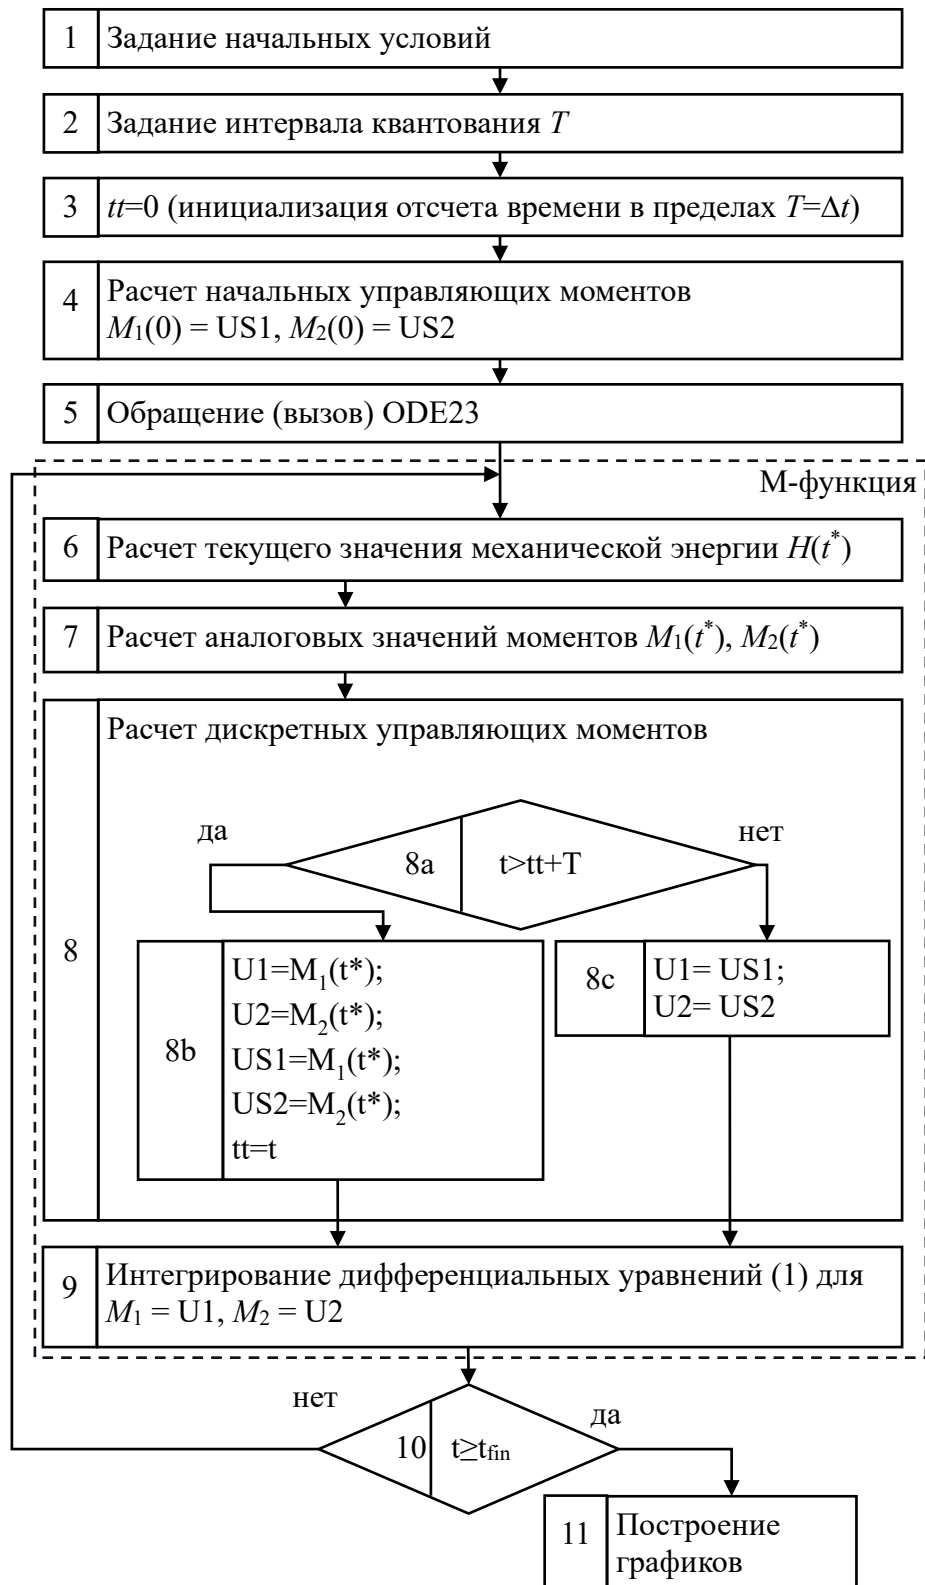 1 Задание начальных условий
2 Задание интервала квантования T
3 tt=0 (инициализация отсчета времени в пределах T=Δt)
4 Расчет начальных управляющих моментов
M₁(0) = US1, M₂(0) = US2
5 Обращение (вызов) ODE23
М-функция
6 Расчет текущего значения механической энергии H(t*)
7 Расчет аналоговых значений моментов M₁(t*), M₂(t*)
8
Расчет дискретных управляющих моментов
да
нет
8a t>tt+T
8b
U1=M₁(t*);
U2=M₂(t*);
US1=M₁(t*);
US2=M₂(t*);
tt=t
8c
U1= US1;
U2= US2
9 Интегрирование дифференциальных уравнений (1) для
M₁ = U1, M₂ = U2
нет
да
10 t≥tfin
11 Построение
графиков